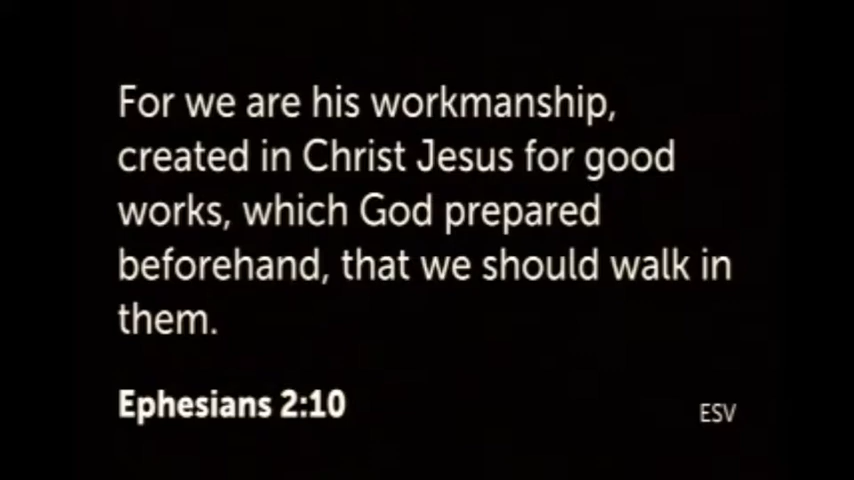 For we are his workmanship,
created in Christ Jesus for good
works, which God prepared
beforehand, that we should walk in
them.
Ephesians 2:10
ESV